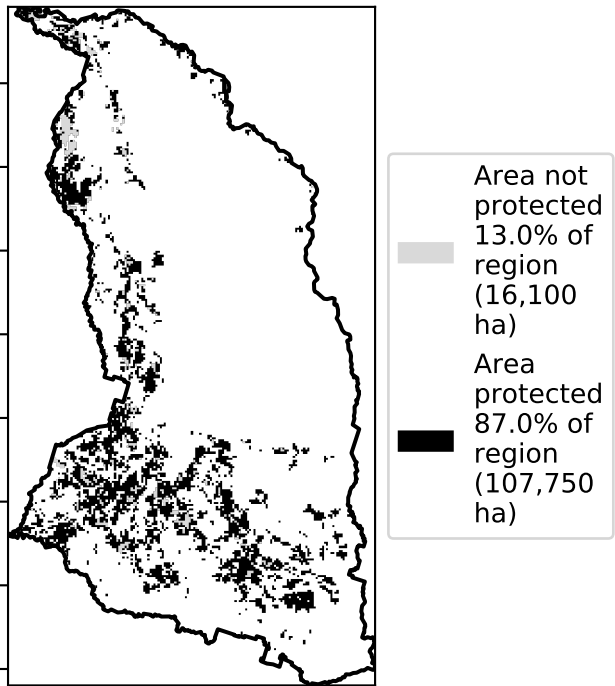 Area not
protected
13.0% of
region
(16,100
ha)
Area
protected
87.0% of
region
(107,750
ha)